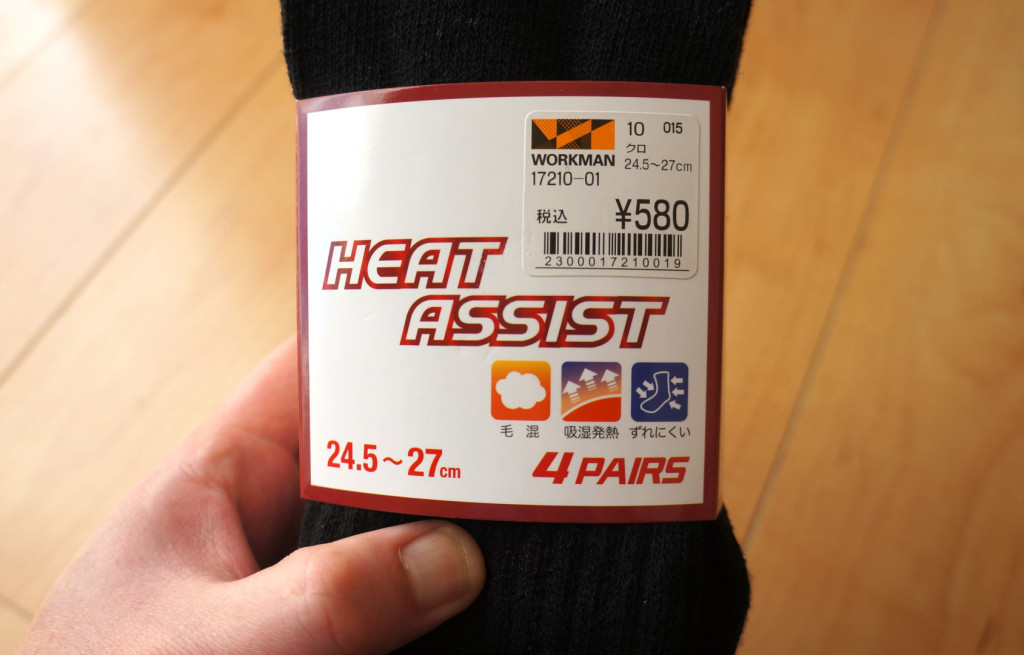 WORKMAN
10 015
クロ
24.5～27cm
17210-01
税込 ¥580
2300017210019
HEAT
ASSIST
毛 混 吸湿発熱 ずれにくい
24.5～27cm
4 PAIRS